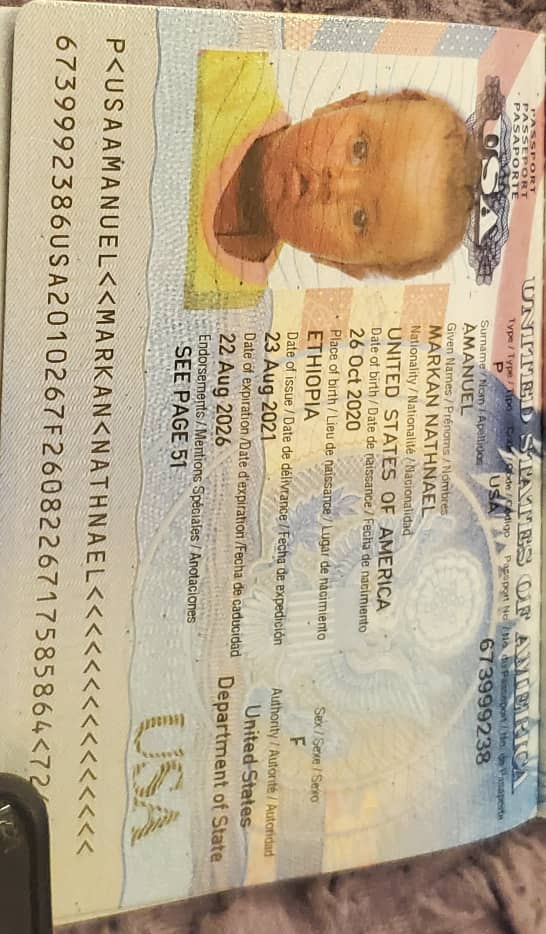 PASSPORT
PASSEPORT
PASAPORTE
USA
UNITED STATES OF AMERICA
Type / Type / Tipo Code / Code / Código Passport No. / No. du Passeport / No. de Pasaporte
P USA 673999238
Surname / Nom / Apellidos
AMANUEL
Given Names / Prénoms / Nombres
MARKAN NATHNAEL
Nationality / Nationalité / Nacionalidad
UNITED STATES OF AMERICA
Date of birth / Date de naissance / Fecha de nacimiento
26 Oct 2020
Place of birth / Lieu de naissance / Lugar de nacimiento Sex / Sexe / Sexo
ETHIOPIA F
Date of issue / Date de délivrance / Fecha de expedición Authority / Autorité / Autoridad
23 Aug 2021 United States
Date of expiration / Date d'expiration / Fecha de caducidad Department of State
22 Aug 2026
Endorsements / Mentions Spéciales / Anotaciones
SEE PAGE 51
USA
P<USAAMANUEL<<MARKAN<NATHNAEL<<<<<<<<<<<<<<<
6739992386USA2010267F2608226717585864<72